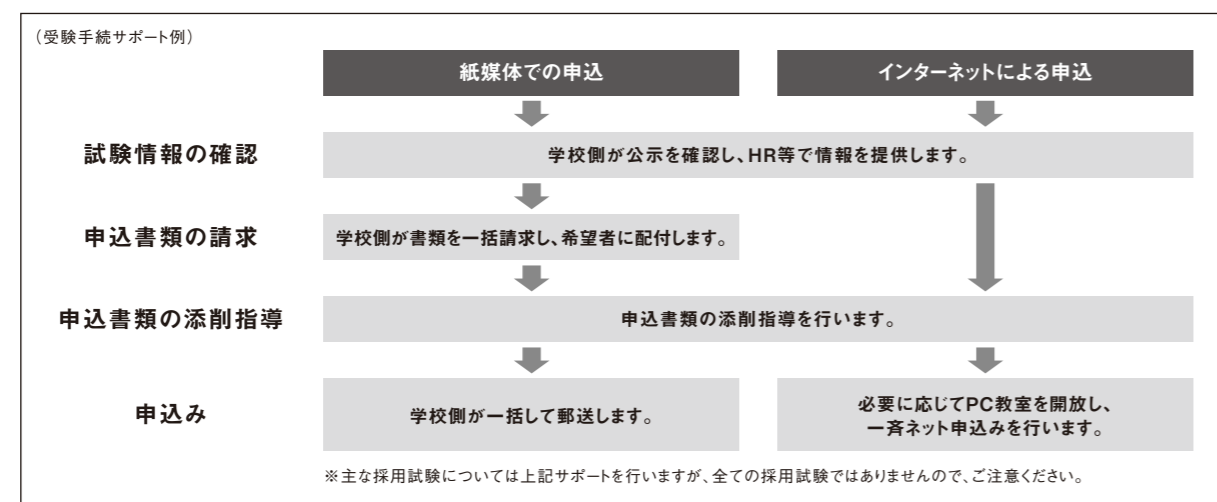 （受験手続サポート例）
紙媒体での申込
インターネットによる申込
試験情報の確認
学校側が公示を確認し、HR等で情報を提供します。
申込書類の請求
学校側が書類を一括請求し、希望者に配付します。
申込書類の添削指導
申込書類の添削指導を行います。
申込み
学校側が一括して郵送します。
必要に応じてPC教室を開放し、
一斉ネット申込みを行います。
※主な採用試験については上記サポートを行いますが、全ての採用試験ではありませんので、ご注意ください。